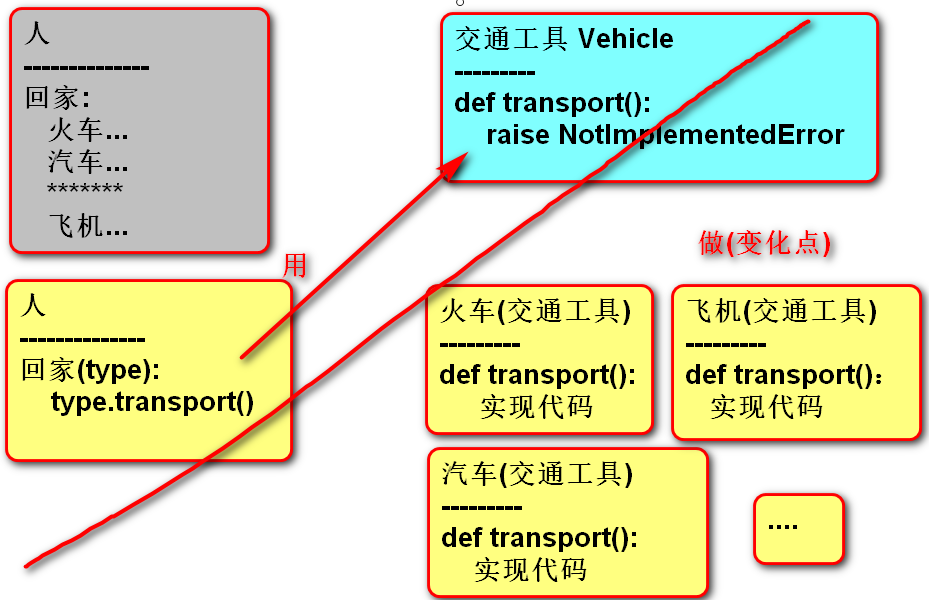 。
人
--------------
回家:
火车...
汽车...
*******
飞机...
交通工具 Vehicle
---------
def transport():
raise NotImplementedError
用
做(变化点)
人
--------------
回家(type):
type.transport()
火车(交通工具)
---------
def transport():
实现代码
飞机(交通工具)
---------
def transport()：
实现代码
汽车(交通工具)
---------
def transport():
实现代码
....